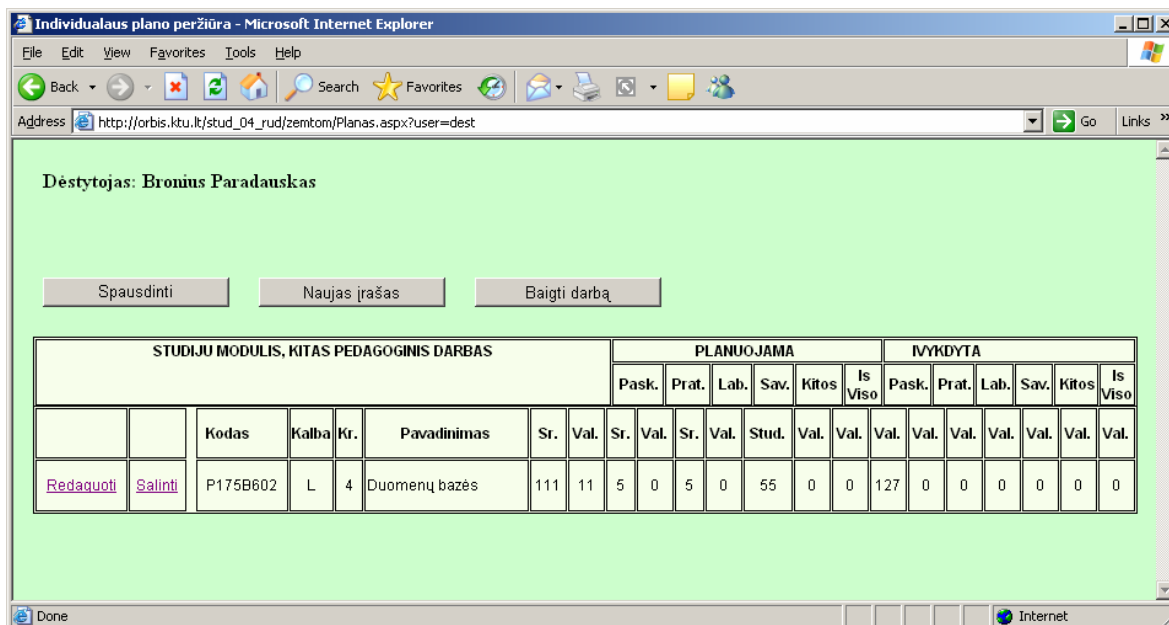 Individualaus plano peržiūra - Microsoft Internet Explorer
File Edit View Favorites Tools Help
Back Search Favorites
Address http://orbis.ktu.lt/stud_04_rud/zemtom/Planas.aspx?user=dest Go Links »
Dėstytojas: Bronius Paradauskas
Spausdinti Naujas įrašas Baigti darbą
STUDIJU MODULIS, KITAS PEDAGOGINIS DARBAS PLANUOJAMA IVYKDYTA
Pask. Prat. Lab. Sav. Kitos Is Viso Pask. Prat. Lab. Sav. Kitos Is Viso
Kodas Kalba Kr. Pavadinimas Sr. Val. Sr. Val. Sr. Val. Stud. Val. Val. Val. Val. Val. Val. Val. Val. Val.
Redaguoti Salinti P175B602 L 4 Duomenų bazės 111 11 5 0 5 0 55 0 0 127 0 0 0 0 0 0
Done Internet